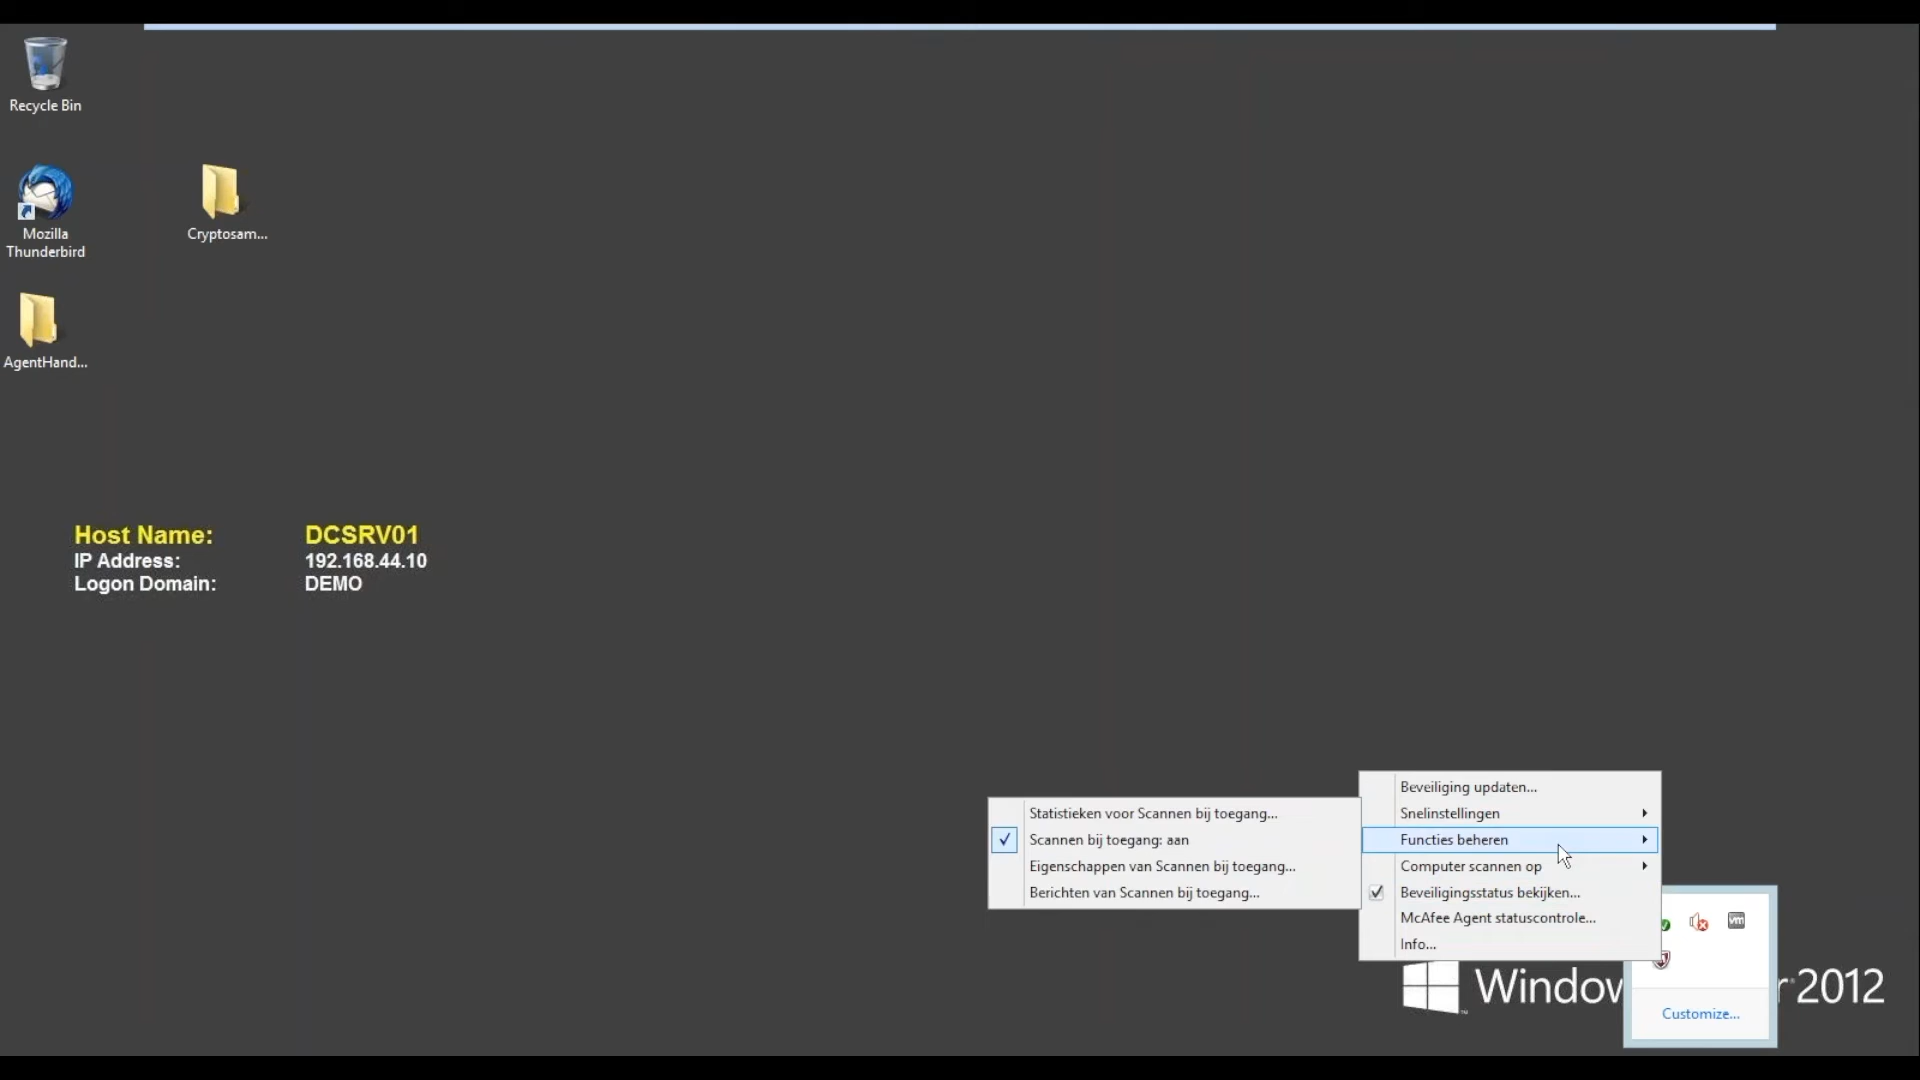 Recycle Bin
Mozilla
Thunderbird
Cryptosam...
AgentHand...
Host Name: DCSRV01
IP Address: 192.168.44.10
Logon Domain: DEMO
Statistieken voor Scannen bij toegang...
Scannen bij toegang: aan
Eigenschappen van Scannen bij toegang...
Berichten van Scannen bij toegang...
Beveiliging updaten...
Snelinstellingen
Functies beheren
Computer scannen op
Beveiligingsstatus bekijken...
McAfee Agent statuscontrole...
Info...
vm
2012
Customize...